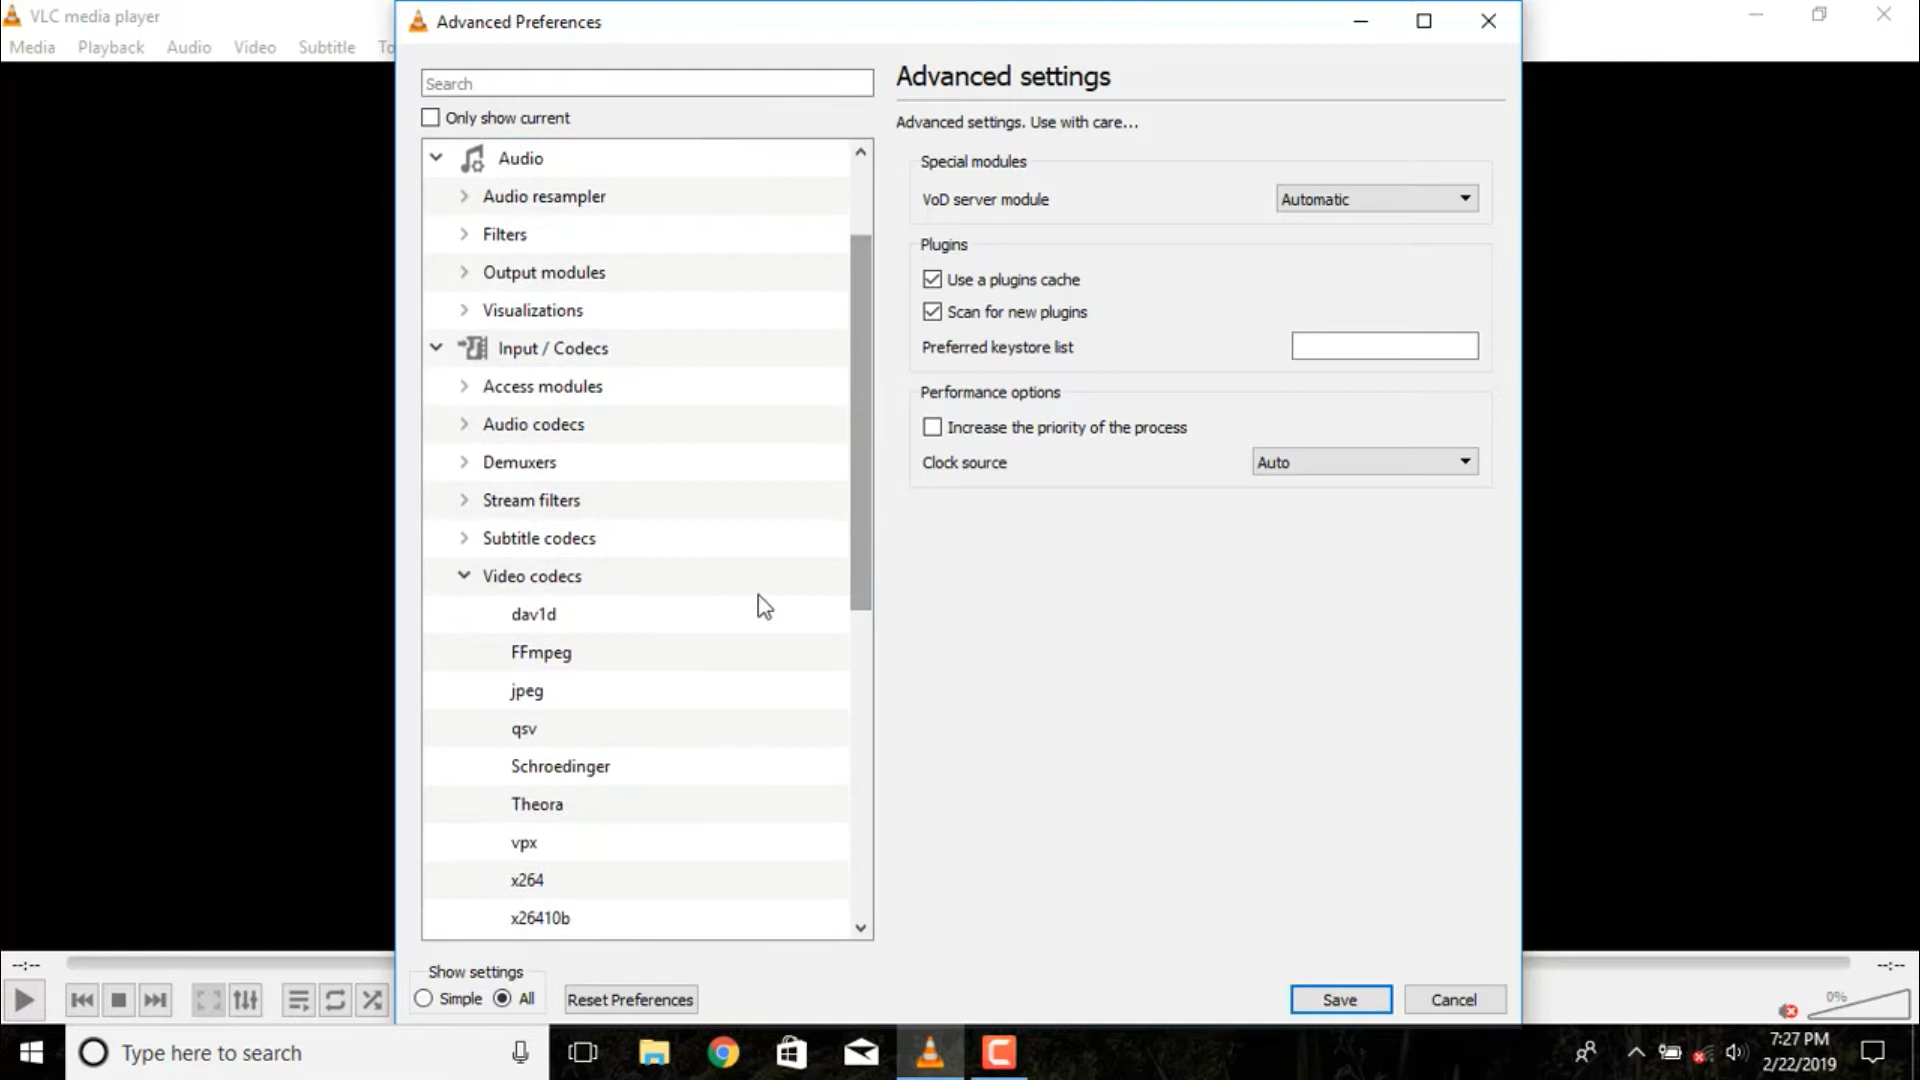 VLC media player
Media Playback Audio Video Subtitle To
Advanced Preferences
Search
Only show current
Audio
Audio resampler
Filters
Output modules
Visualizations
Input / Codecs
Access modules
Audio codecs
Demuxers
Stream filters
Subtitle codecs
Video codecs
dav1d
FFmpeg
jpeg
qsv
Schroedinger
Theora
vpx
x264
x26410b
Advanced settings
Advanced settings. Use with care...
Special modules
VoD server module Automatic
Plugins
Use a plugins cache
Scan for new plugins
Preferred keystore list
Performance options
Increase the priority of the process
Clock source Auto
Show settings
Simple All Reset Preferences Save Cancel
--:-- --:--
0%
Type here to search
7:27 PM
2/22/2019